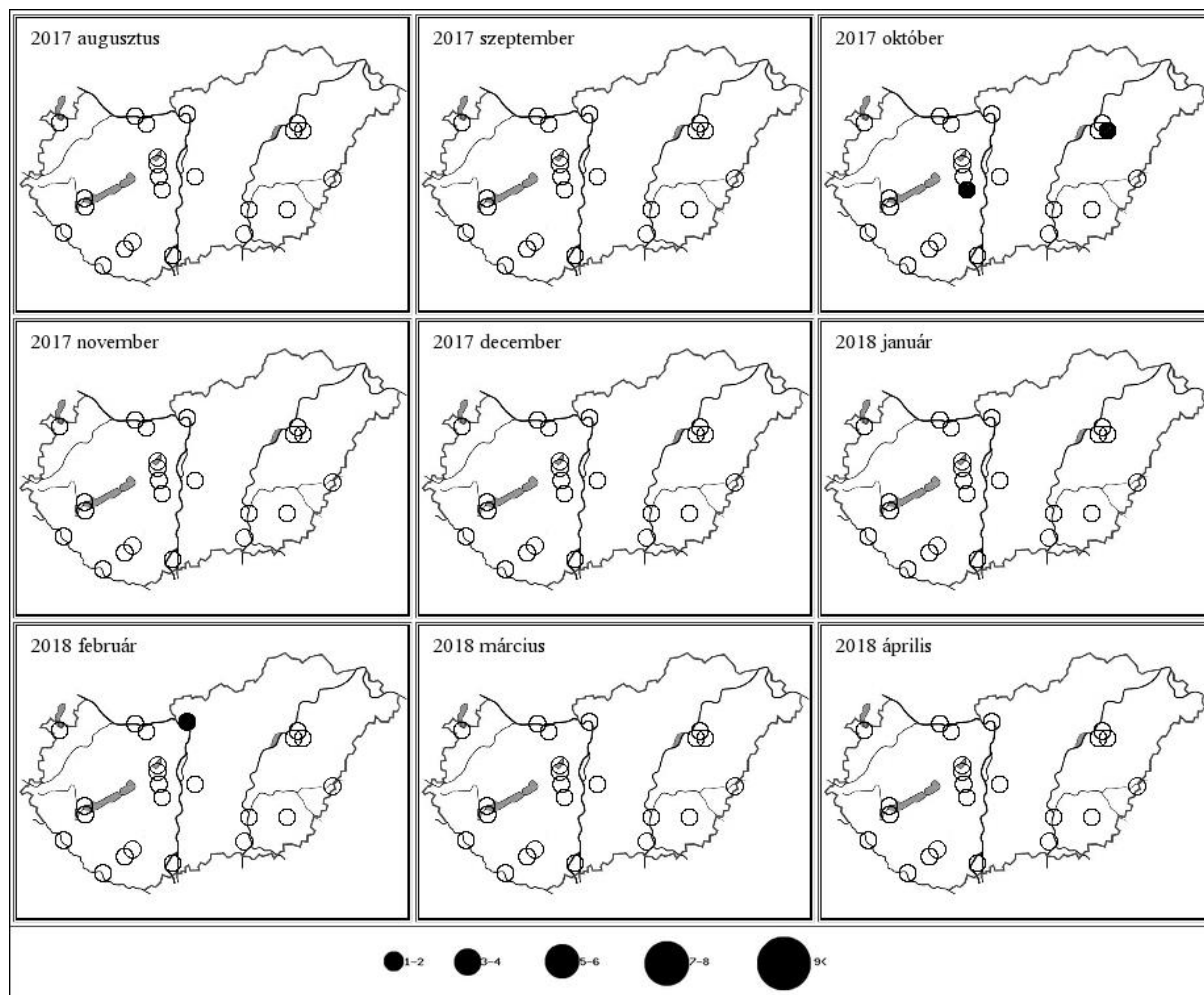 2017 augusztus
2017 szeptember
2017 október
2017 november
2017 december
2018 január
2018 február
2018 március
2018 április
1-2
3-4
5-6
7-8
9<